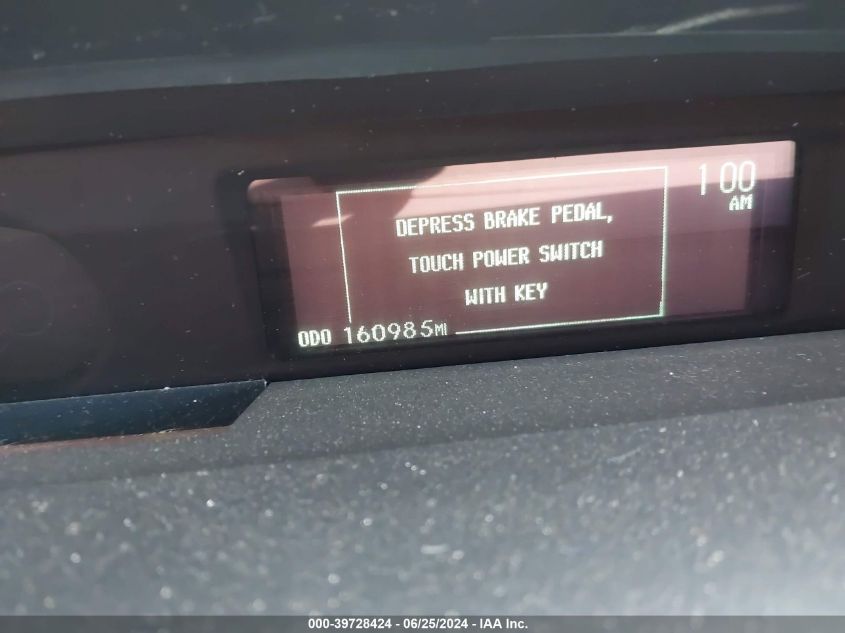 1:00
AM
DEPRESS BRAKE PEDAL,
TOUCH POWER SWITCH
WITH KEY
ODO 160985MI
000-39728424 - 06/25/2024 - IAA Inc.